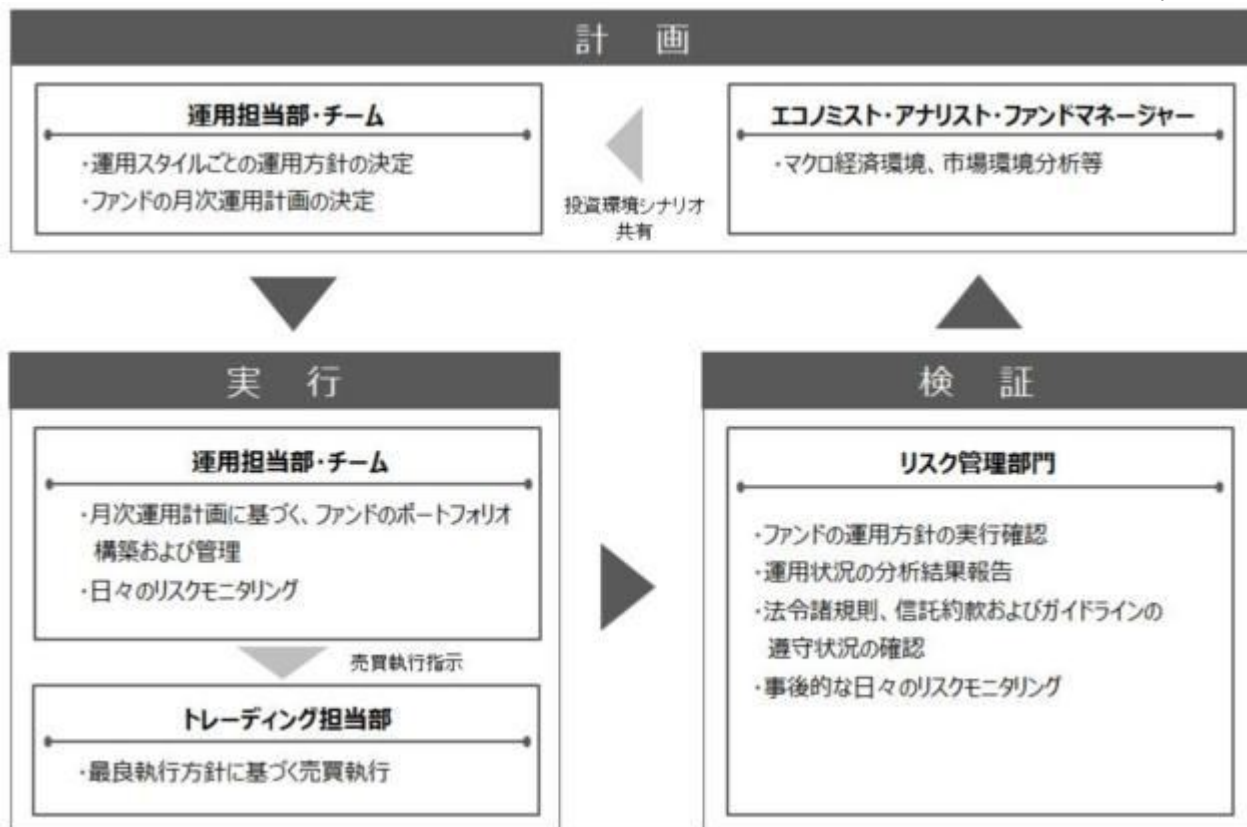 計 画
運用担当部・チーム
・運用スタイルごとの運用方針の決定
・ファンドの月次運用計画の決定
投資環境シナリオ
共有
エコノミスト・アナリスト・ファンドマネージャー
・マクロ経済環境、市場環境分析等
実 行
運用担当部・チーム
・月次運用計画に基づく、ファンドのポートフォリオ
構築および管理
・日々のリスクモニタリング
売買執行指示
トレーディング担当部
・最良執行方針に基づく売買執行
検 証
リスク管理部門
・ファンドの運用方針の実行確認
・運用状況の分析結果報告
・法令諸規則、信託約款およびガイドラインの
遵守状況の確認
・事後的な日々のリスクモニタリング